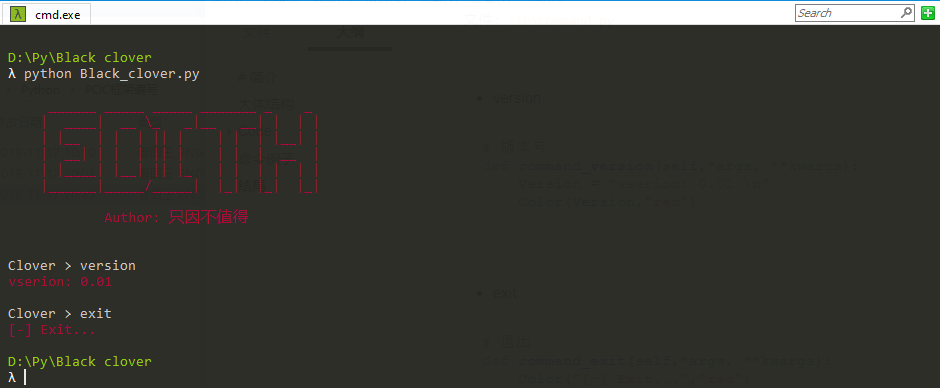 λ cmd.exe
Search
D:\Py\Black clover
λ python Black_clover.py
EDITH
Author: 只因不值得
Clover > version
vserion: 0.01
Clover > exit
[-] Exit...
D:\Py\Black clover
λ